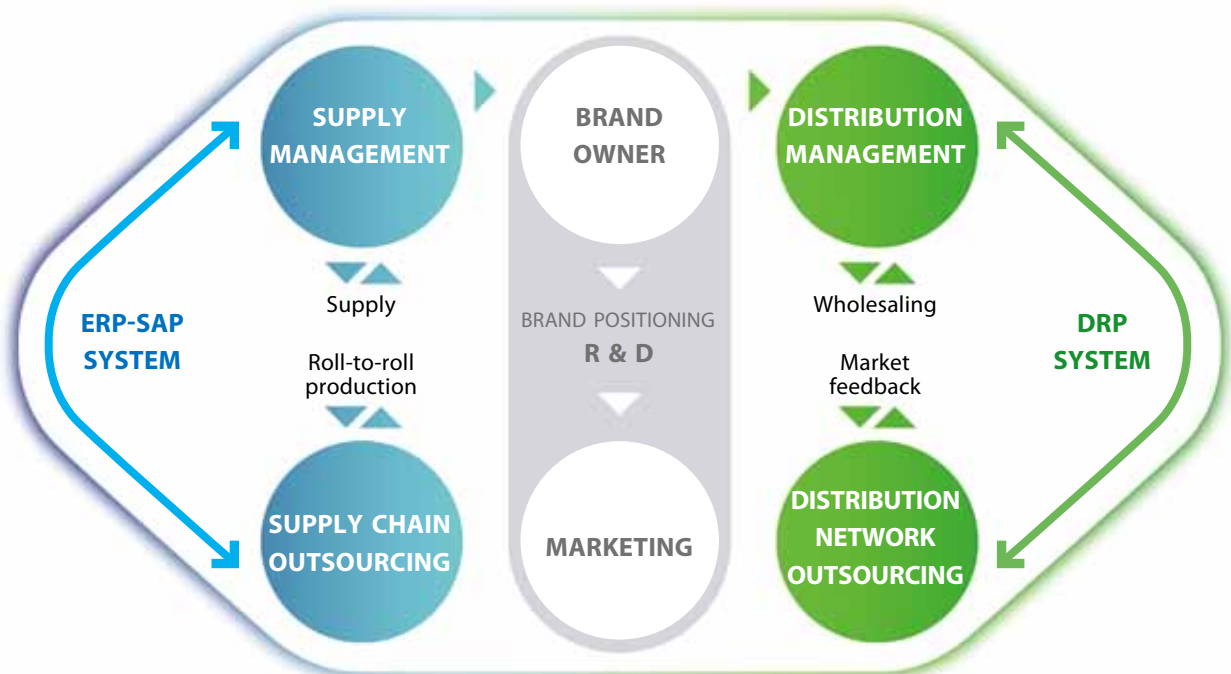 SUPPLY
MANAGEMENT
BRAND
OWNER
DISTRIBUTION
MANAGEMENT
ERP-SAP
SYSTEM
Supply
Roll-to-roll
production
BRAND POSITIONING
R & D
Wholesaling
Market
feedback
DRP
SYSTEM
SUPPLY CHAIN
OUTSOURCING
MARKETING
DISTRIBUTION
NETWORK
OUTSOURCING